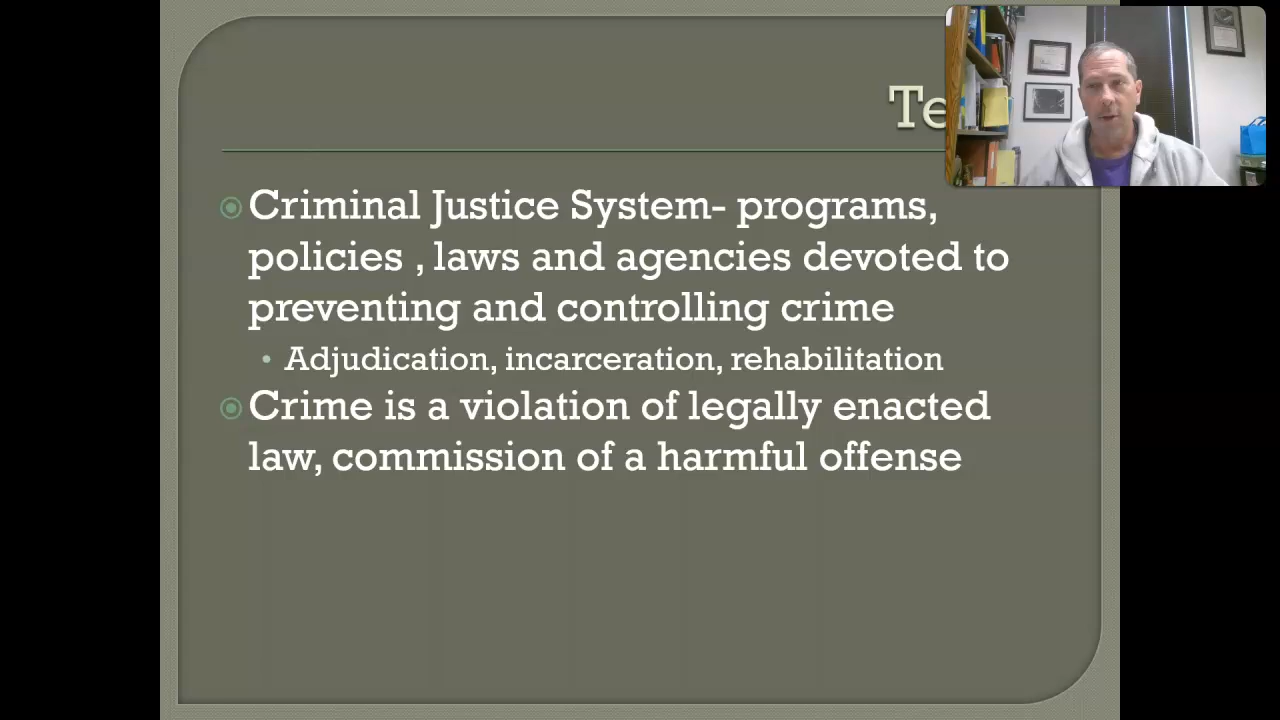 Criminal Justice System- programs,
policies , laws and agencies devoted to
preventing and controlling crime
Adjudication, incarceration, rehabilitation
Crime is a violation of legally enacted
law, commission of a harmful offense